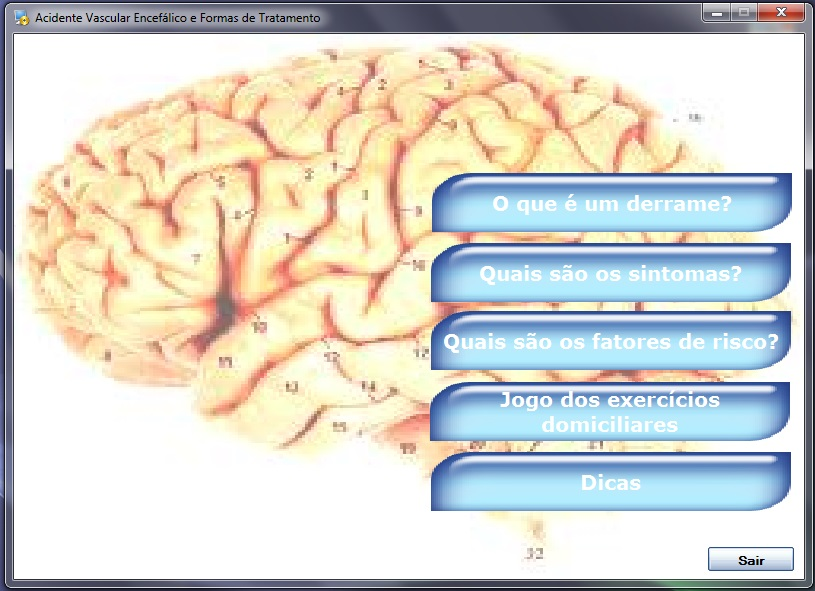 Acidente Vascular Encefálico e Formas de Tratamento
O que é um derrame?
Quais são os sintomas?
Quais são os fatores de risco?
Jogo dos exercícios
domiciliares
Dicas
Sair